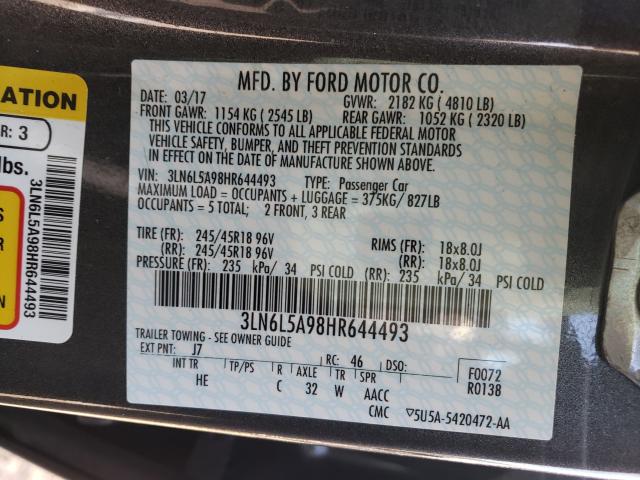 MFD. BY FORD MOTOR CO.
DATE: 03/17 GVWR: 2182 KG ( 4810 LB)
FRONT GAWR: 1154 KG ( 2545 LB) REAR GAWR: 1052 KG ( 2320 LB)
THIS VEHICLE CONFORMS TO ALL APPLICABLE FEDERAL MOTOR
VEHICLE SAFETY, BUMPER, AND THEFT PREVENTION STANDARDS
IN EFFECT ON THE DATE OF MANUFACTURE SHOWN ABOVE.
VIN: 3LN6L5A98HR644493 TYPE: Passenger Car
MAXIMUM LOAD = OCCUPANTS + LUGGAGE = 375KG/ 827LB
OCCUPANTS = 5 TOTAL; 2 FRONT, 3 REAR
TIRE (FR): 245/45R18 96V RIMS (FR): 18x8.0J
(RR): 245/45R18 96V (RR): 18x8.0J
PRESSURE (FR): 235 kPa/ 34 PSI COLD (RR): 235 kPa/ 34 PSI COLD
3LN6L5A98HR644493
TRAILER TOWING - SEE OWNER GUIDE
EXT PNT: J7 RC: 46 DSO: F0072
INT TR TP/PS R AXLE TR SPR R0138
HE C 32 W AACC
CMC ▽5U5A-5420472-AA
ATION
R: 3
lbs.
3LN6L5A98HR644493